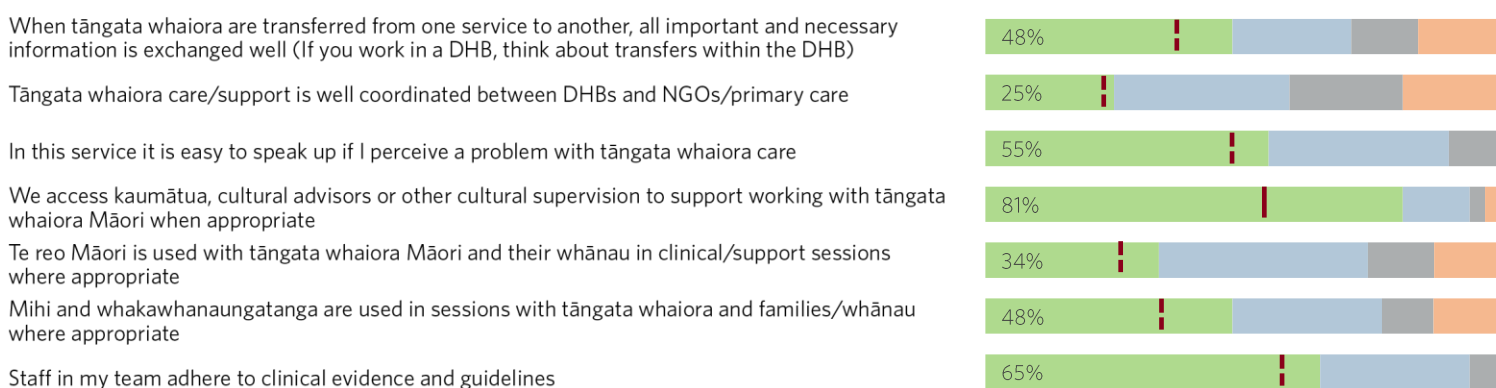 When tāngata whaiora are transferred from one service to another, all important and necessary
information is exchanged well (If you work in a DHB, think about transfers within the DHB)
48%
Tāngata whaiora care/support is well coordinated between DHBs and NGOs/primary care
25%
In this service it is easy to speak up if I perceive a problem with tāngata whaiora care
55%
We access kaumātua, cultural advisors or other cultural supervision to support working with tāngata
whaiora Māori when appropriate
81%
Te reo Māori is used with tāngata whaiora Māori and their whānau in clinical/support sessions
where appropriate
34%
Mihi and whakawhanaungatanga are used in sessions with tāngata whaiora and families/whānau
where appropriate
48%
Staff in my team adhere to clinical evidence and guidelines
65%